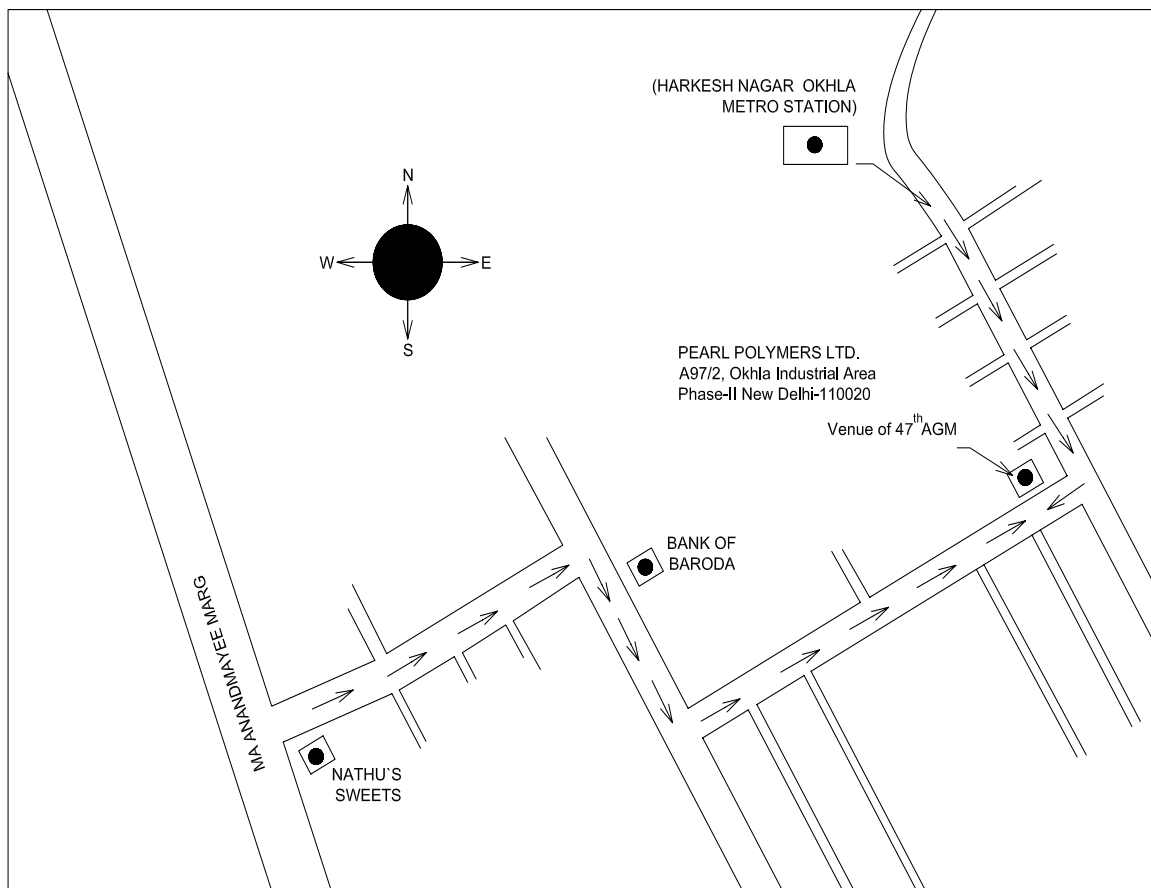 (HARKESH NAGAR OKHLA
METRO STATION)
N
W
E
S
PEARL POLYMERS LTD.
A97/2, Okhla Industrial Area
Phase-II New Delhi-110020
Venue of 47th AGM
BANK OF
BARODA
MA ANANDMAYEE MARG
NATHU`S
SWEETS